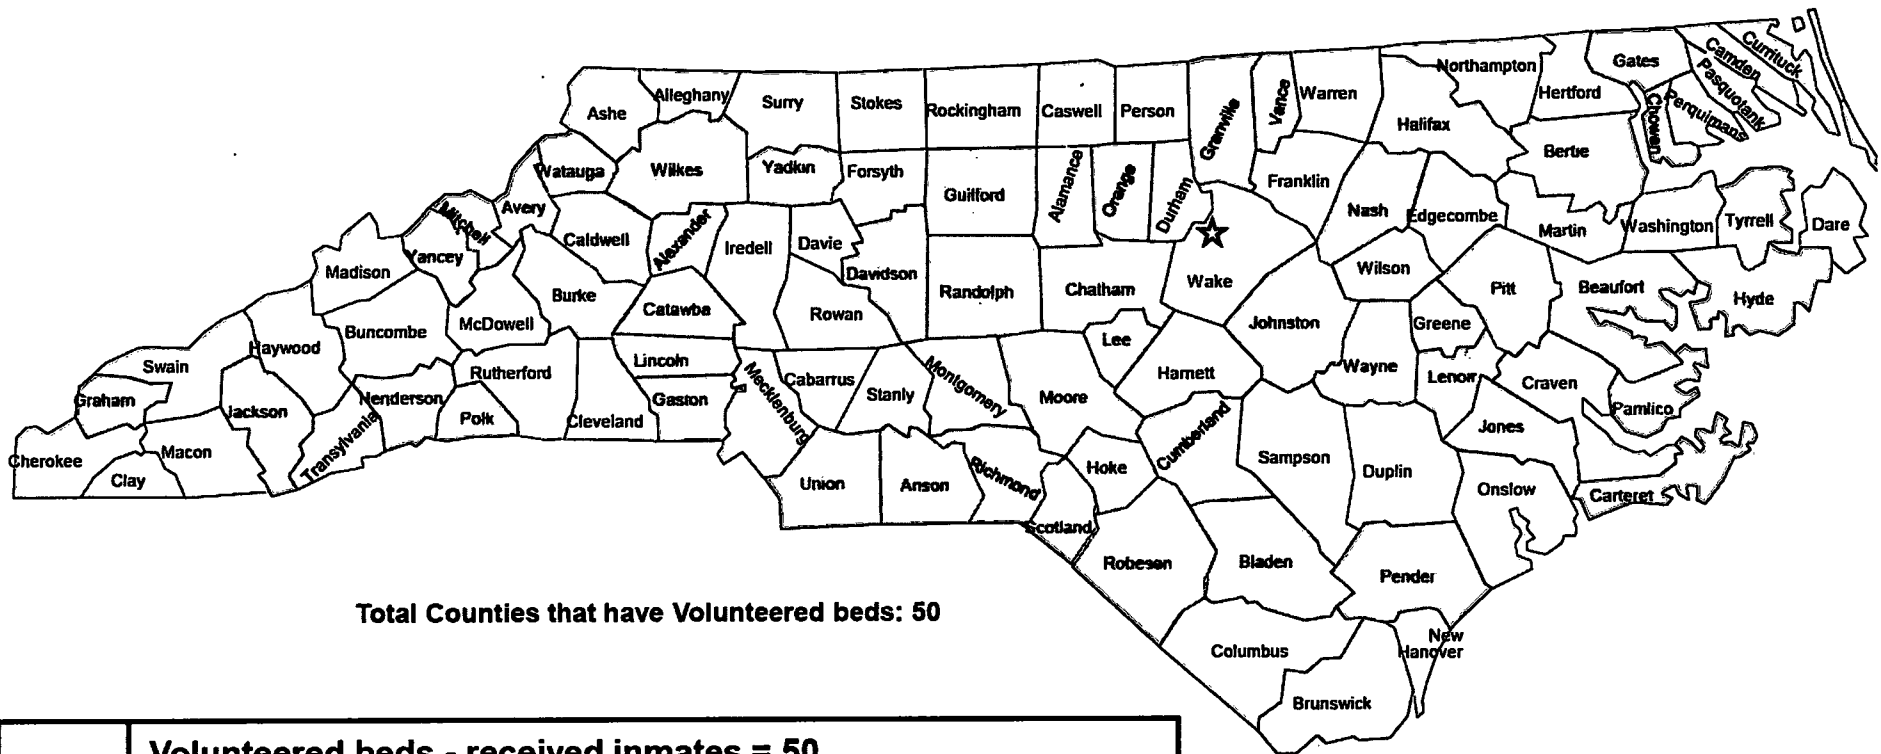 Northampton
Gates
Camden
Currituck
Pasquotank
Perquimans
Chowan
Hertford
Ashe
Alleghany
Surry
Stokes
Rockingham
Caswell
Person
Granville
Vance
Warren
Halifax
Bertie
Watauga
Wilkes
Yadkin
Forsyth
Guilford
Alamance
Orange
Durham
Franklin
Nash
Edgecombe
Martin
Washington
Tyrrell
Dare
Mitchell
Avery
Caldwell
Alexander
Iredell
Davie
Davidson
Randolph
Chatham
Wake
Wilson
Pitt
Beaufort
Hyde
Madison
Yancey
Burke
Catawba
Rowan
Johnston
Greene
Buncombe
McDowell
Lee
Haywood
Swain
Rutherford
Lincoln
Mecklenburg
Cabarrus
Stanly
Montgomery
Moore
Harnett
Wayne
Lenoir
Craven
Pamlico
Graham
Jackson
Henderson
Polk
Cleveland
Gaston
Transylvania
Cherokee
Macon
Clay
Union
Anson
Richmond
Hoke
Cumberland
Sampson
Duplin
Jones
Onslow
Carteret
Scotland
Robeson
Bladen
Pender
Total Counties that have Volunteered beds: 50
New
Hanover
Columbus
Brunswick
Volunteered beds - received inmates = 50